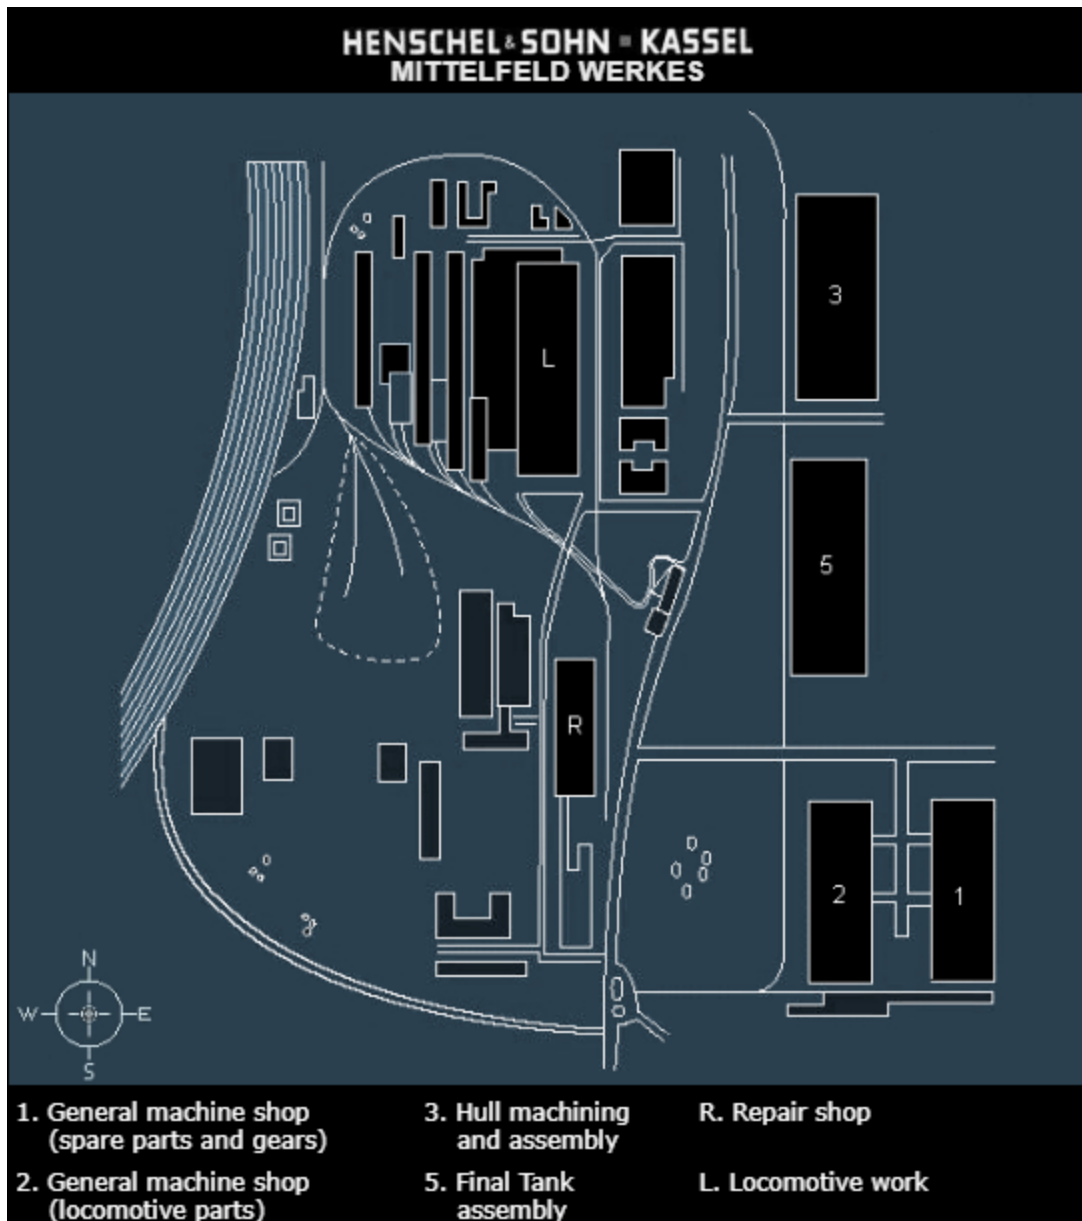 HENSCHEL & SOHN = KASSEL
MITTELFELD WERKES
3
L
5
R
2
1
N
W E
S
1. General machine shop
(spare parts and gears)
2. General machine shop
(locomotive parts)
3. Hull machining
and assembly
5. Final Tank
assembly
R. Repair shop
L. Locomotive work